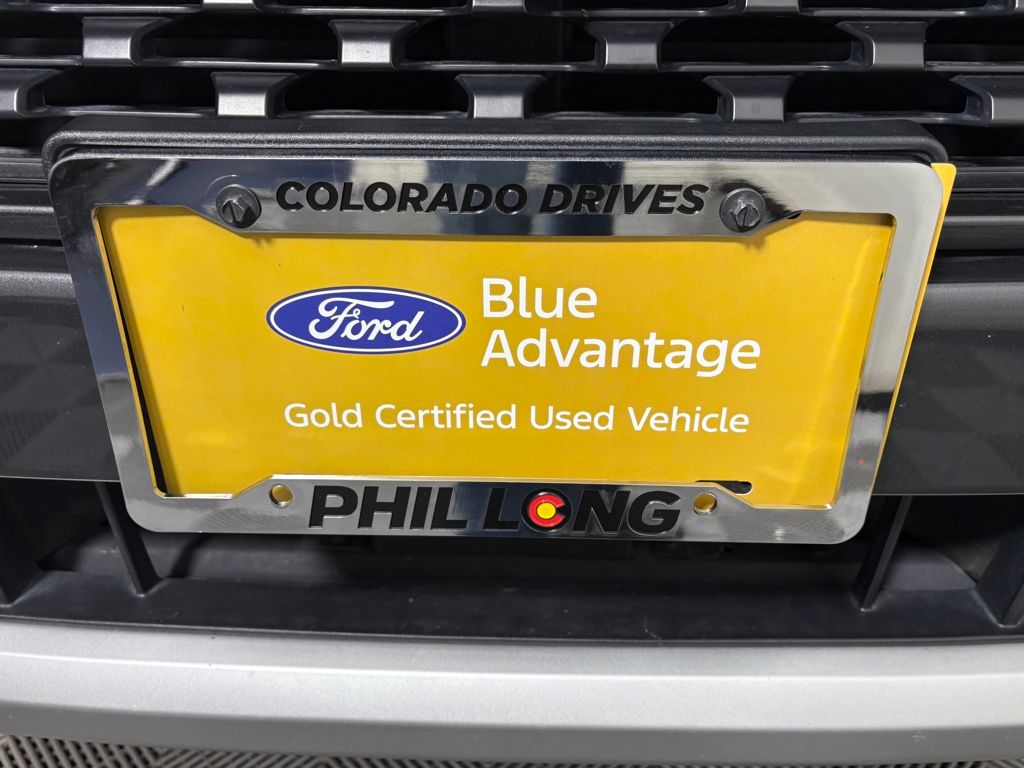 COLORADO DRIVES
Ford
Blue
Advantage
Gold Certified Used Vehicle
PHIL LONG